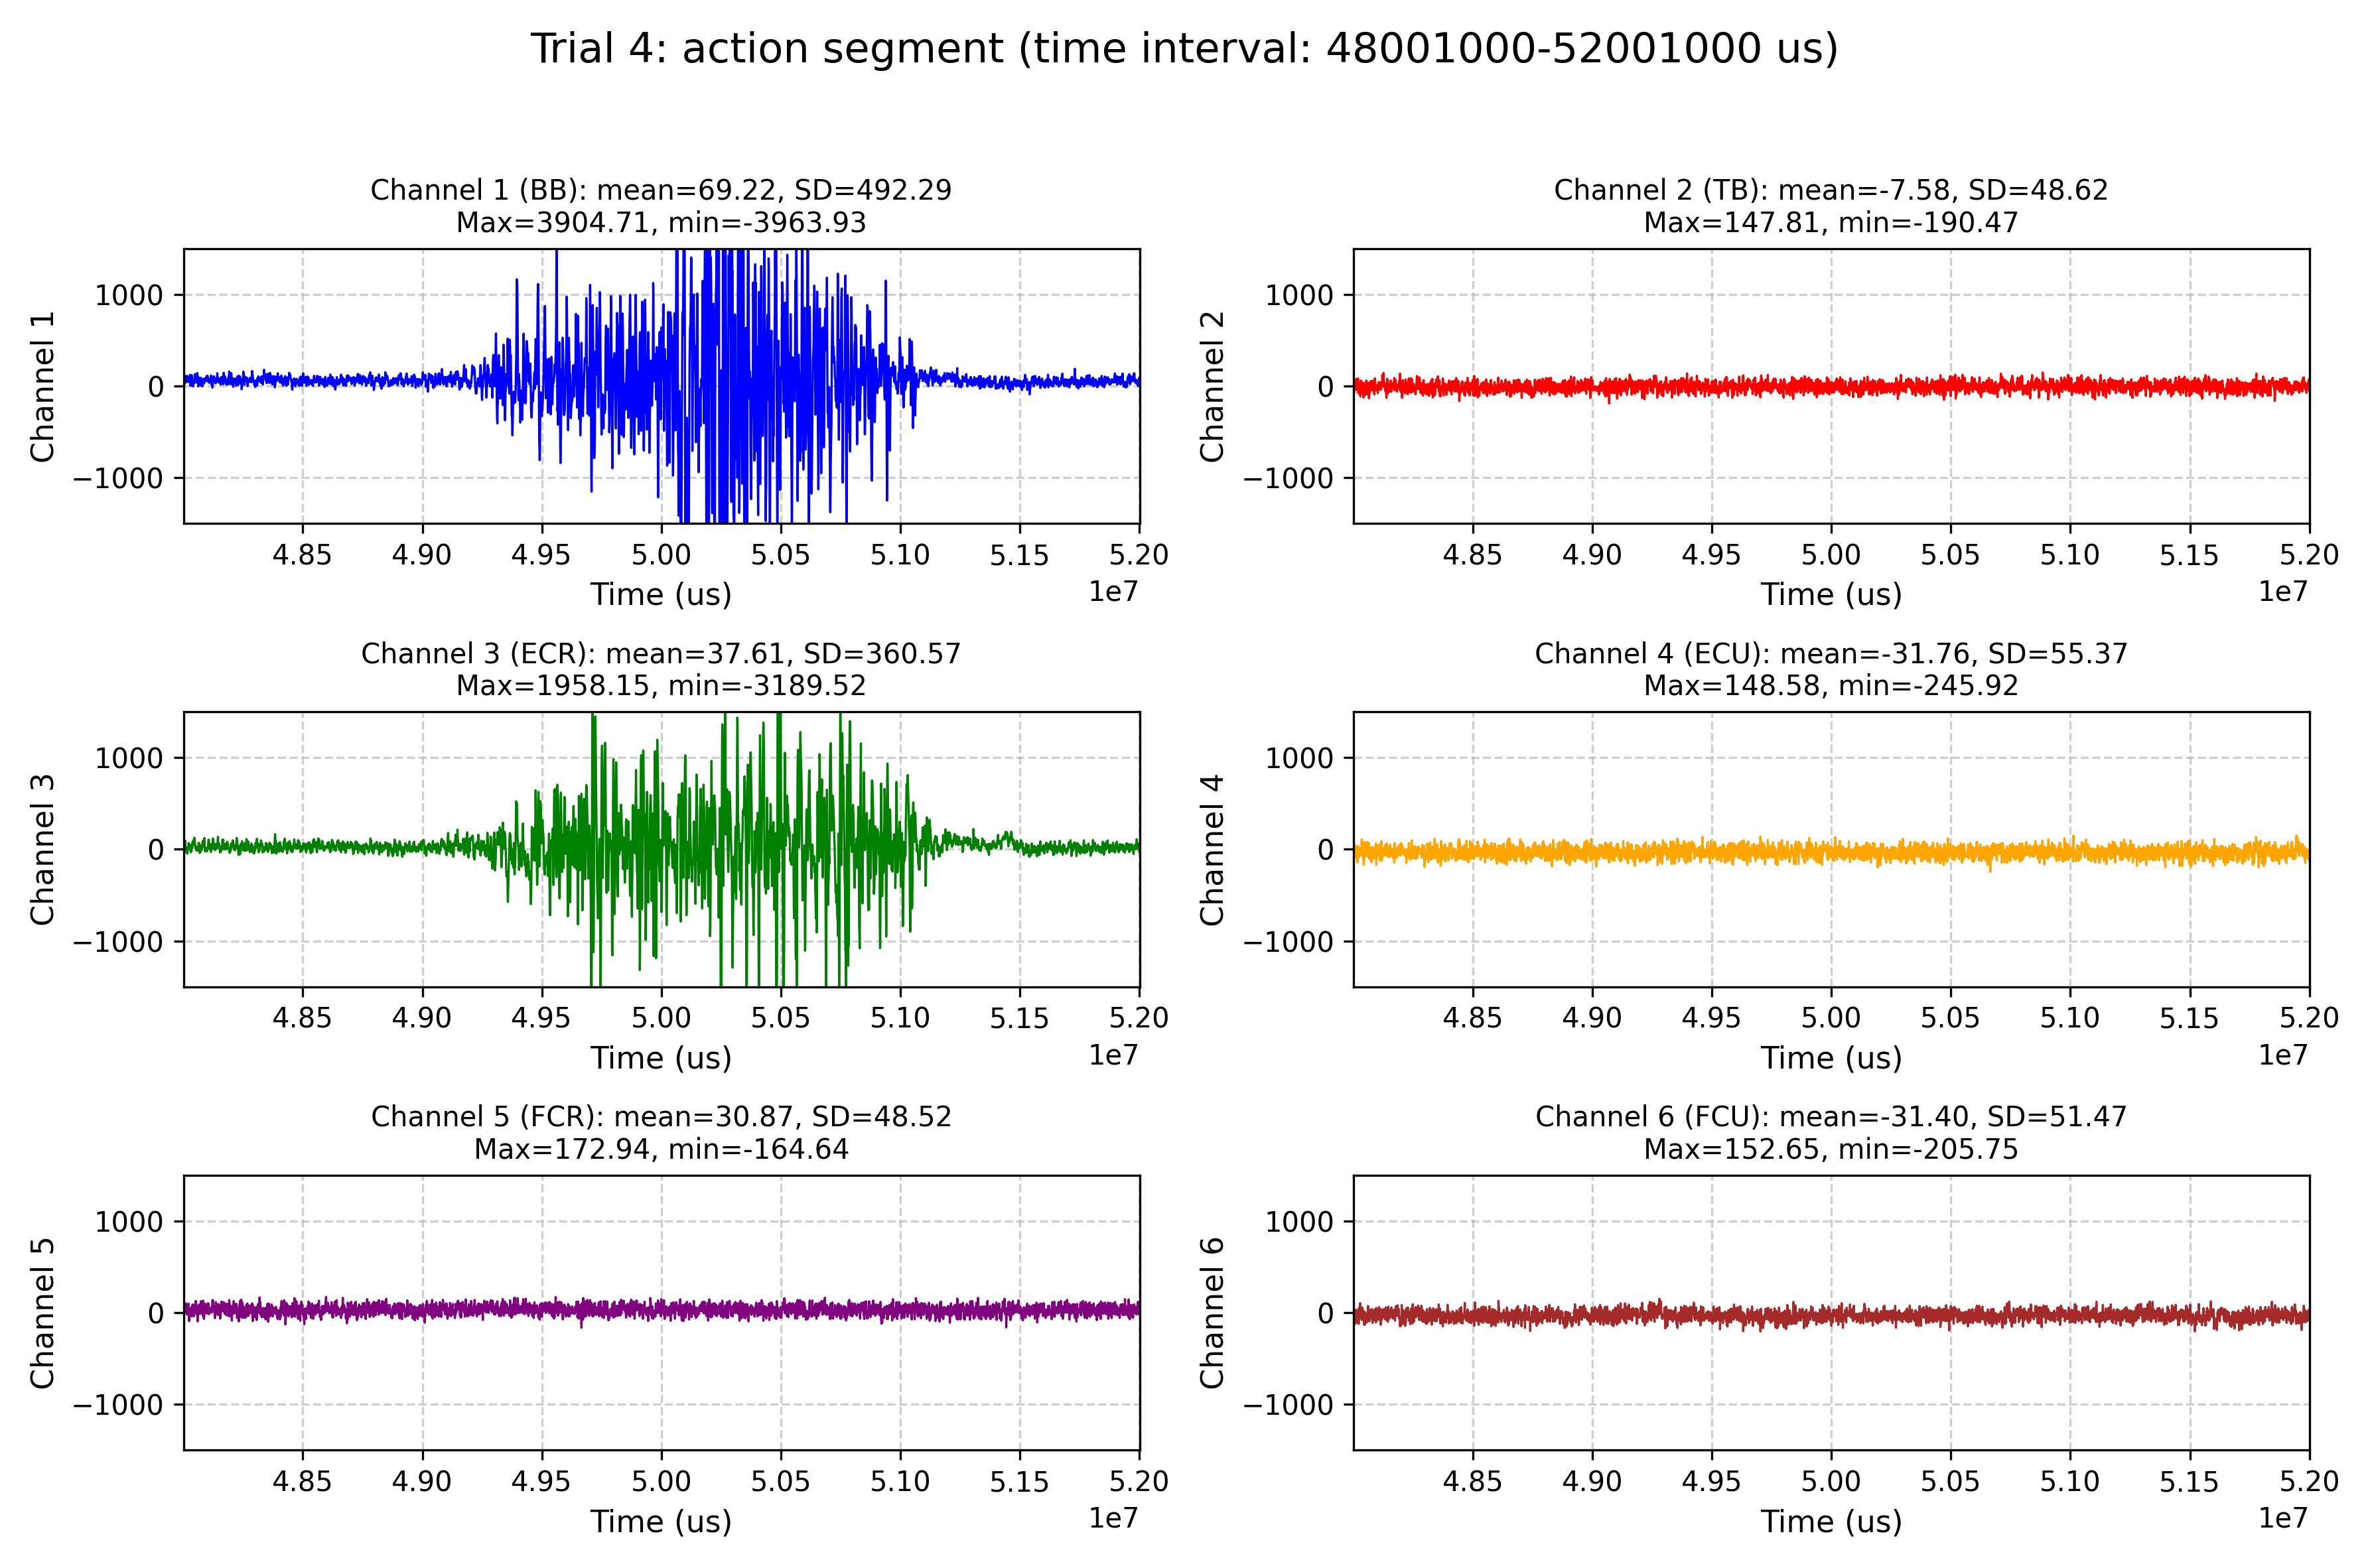 Trial 4: action segment (time interval: 48001000-52001000 us)
Channel 1 (BB): mean=69.22, SD=492.29
Max=3904.71, min=-3963.93
Channel 1
1000
0
−1000
4.85 4.90 4.95 5.00 5.05 5.10 5.15 5.20
1e7
Time (us)
Channel 2 (TB): mean=-7.58, SD=48.62
Max=147.81, min=-190.47
Channel 2
1000
0
−1000
4.85 4.90 4.95 5.00 5.05 5.10 5.15 5.20
1e7
Time (us)
Channel 3 (ECR): mean=37.61, SD=360.57
Max=1958.15, min=-3189.52
Channel 3
1000
0
−1000
4.85 4.90 4.95 5.00 5.05 5.10 5.15 5.20
1e7
Time (us)
Channel 4 (ECU): mean=-31.76, SD=55.37
Max=148.58, min=-245.92
Channel 4
1000
0
−1000
4.85 4.90 4.95 5.00 5.05 5.10 5.15 5.20
1e7
Time (us)
Channel 5 (FCR): mean=30.87, SD=48.52
Max=172.94, min=-164.64
Channel 5
1000
0
−1000
4.85 4.90 4.95 5.00 5.05 5.10 5.15 5.20
1e7
Time (us)
Channel 6 (FCU): mean=-31.40, SD=51.47
Max=152.65, min=-205.75
Channel 6
1000
0
−1000
4.85 4.90 4.95 5.00 5.05 5.10 5.15 5.20
1e7
Time (us)